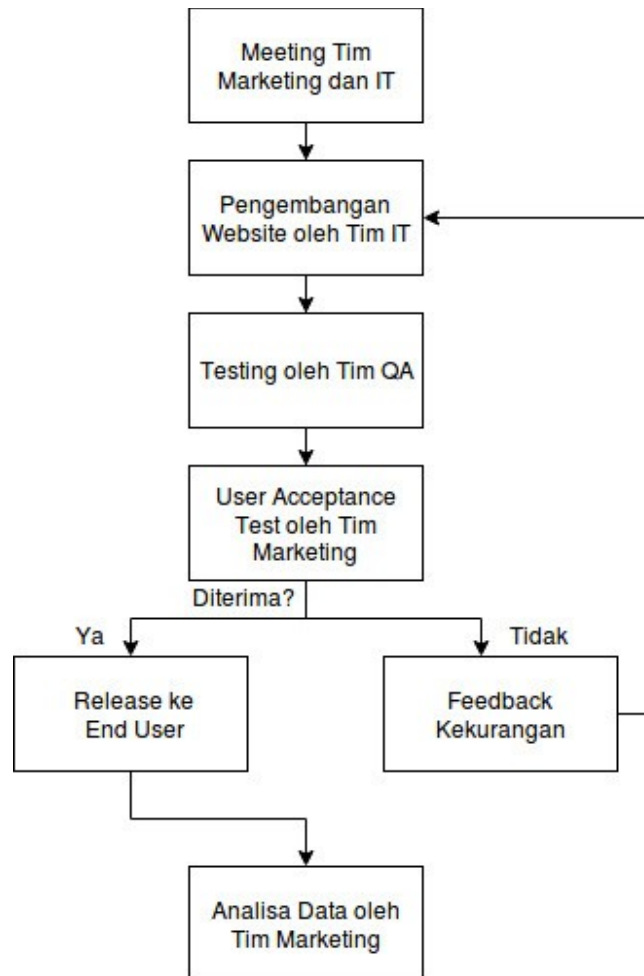 Meeting Tim
Marketing dan IT
Pengembangan
Website oleh Tim IT
Testing oleh Tim QA
User Acceptance
Test oleh Tim
Marketing
Diterima?
Ya
Tidak
Release ke
End User
Feedback
Kekurangan
Analisa Data oleh
Tim Marketing